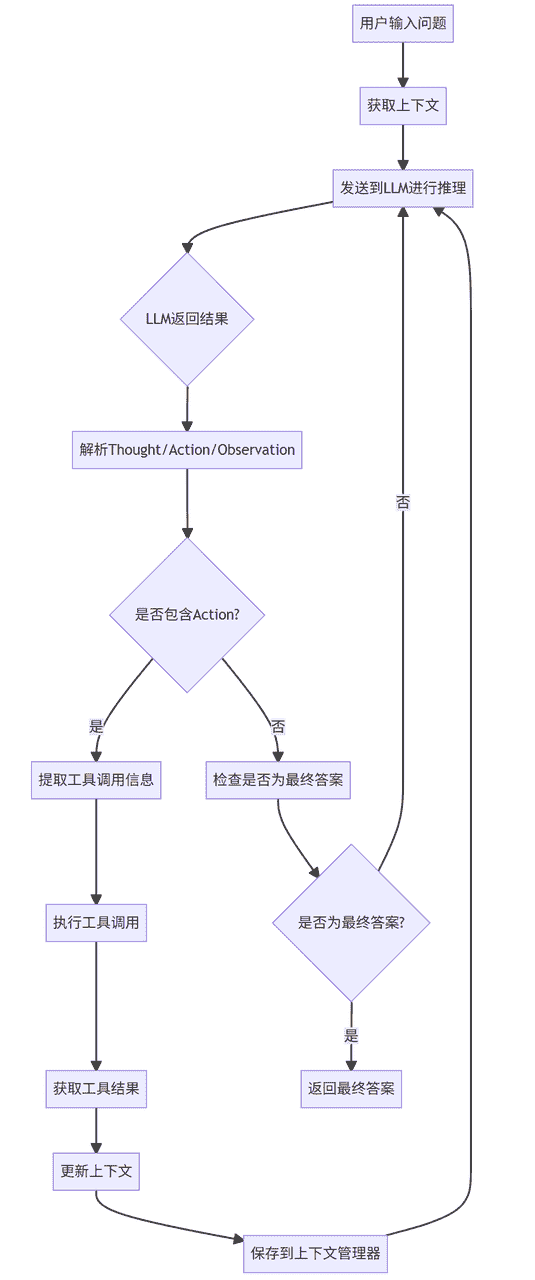 用户输入问题
获取上下文
发送到LLM进行推理
LLM返回结果
解析Thought/Action/Observation
否
是否包含Action?
是
否
提取工具调用信息
检查是否为最终答案
执行工具调用
是否为最终答案?
是
获取工具结果
返回最终答案
更新上下文
保存到上下文管理器